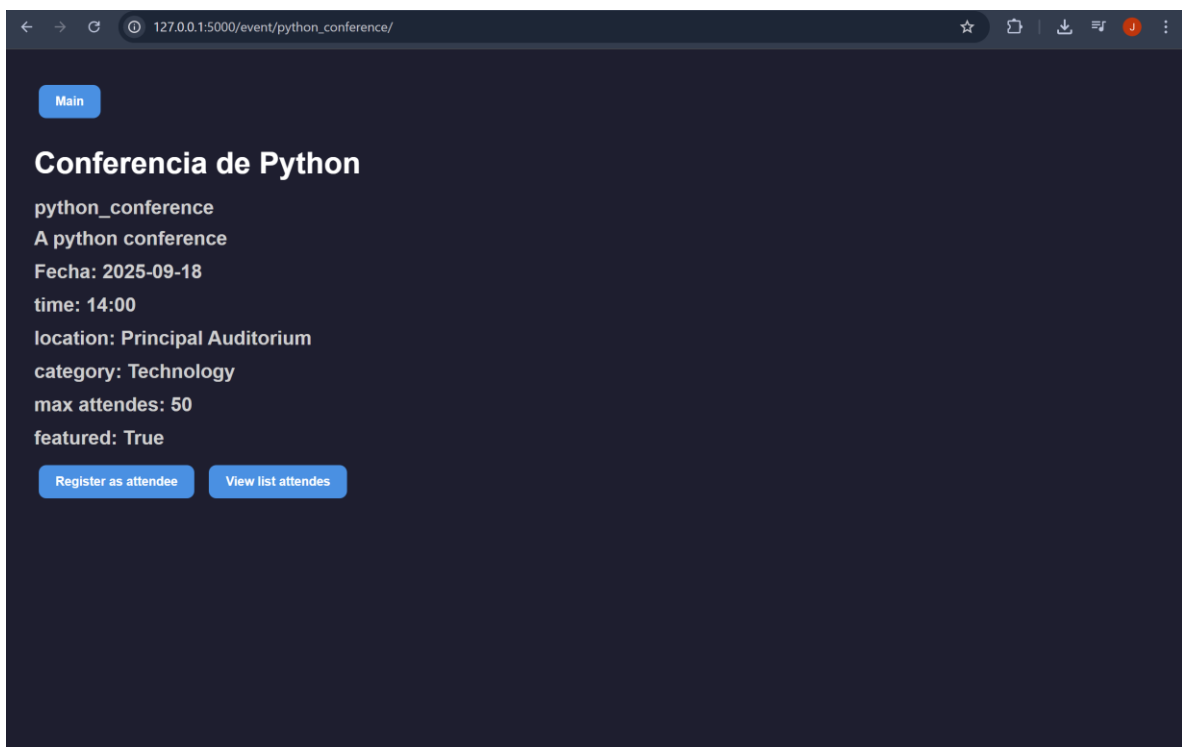 127.0.0.1:5000/event/python_conference/
J
Main
Conferencia de Python
python_conference
A python conference
Fecha: 2025-09-18
time: 14:00
location: Principal Auditorium
category: Technology
max attendes: 50
featured: True
Register as attendee
View list attendes